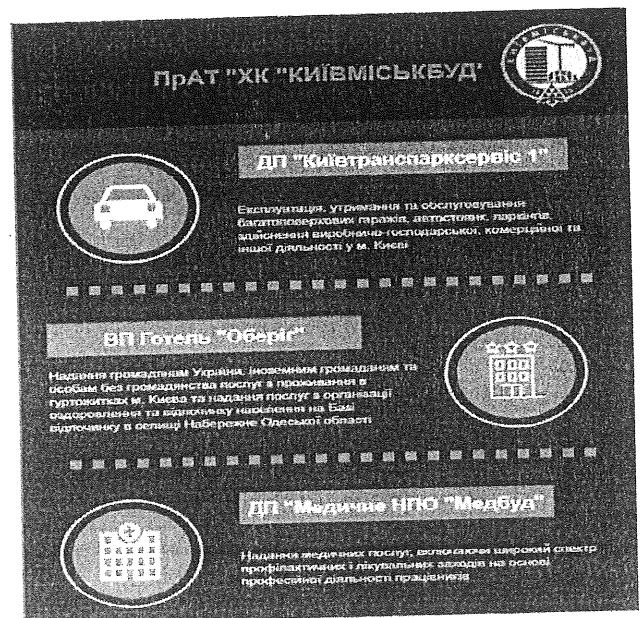 ПрАТ "ХК "КИЇВМІСЬКБУД"
КИЇВМІСЬКБУД
ДП "Київтранспарксервіс 1"
Експлуатація, утримання та обслуговування
багатоповерхових гаражів, автостоянк, паркінгів,
здійснення виробничо-господарської, комерційної та
іншої діяльності у м. Києві
ВП Готель "Оберіг"
Надання громадянам України, іноземним громадянам та
особам без громадянства послуг з проживання в
гуртожитках м. Києва та надання послуг з організації
оздоровлення та відпочинку населення на Базі
відпочинку в селищі Набережне Одеської області
ДП "Медичне НПО "Медбуд"
Надання медичних послуг, включаючи широкий спектр
профілактичних і лікувальних заходів на основі
професійної діяльності працівників